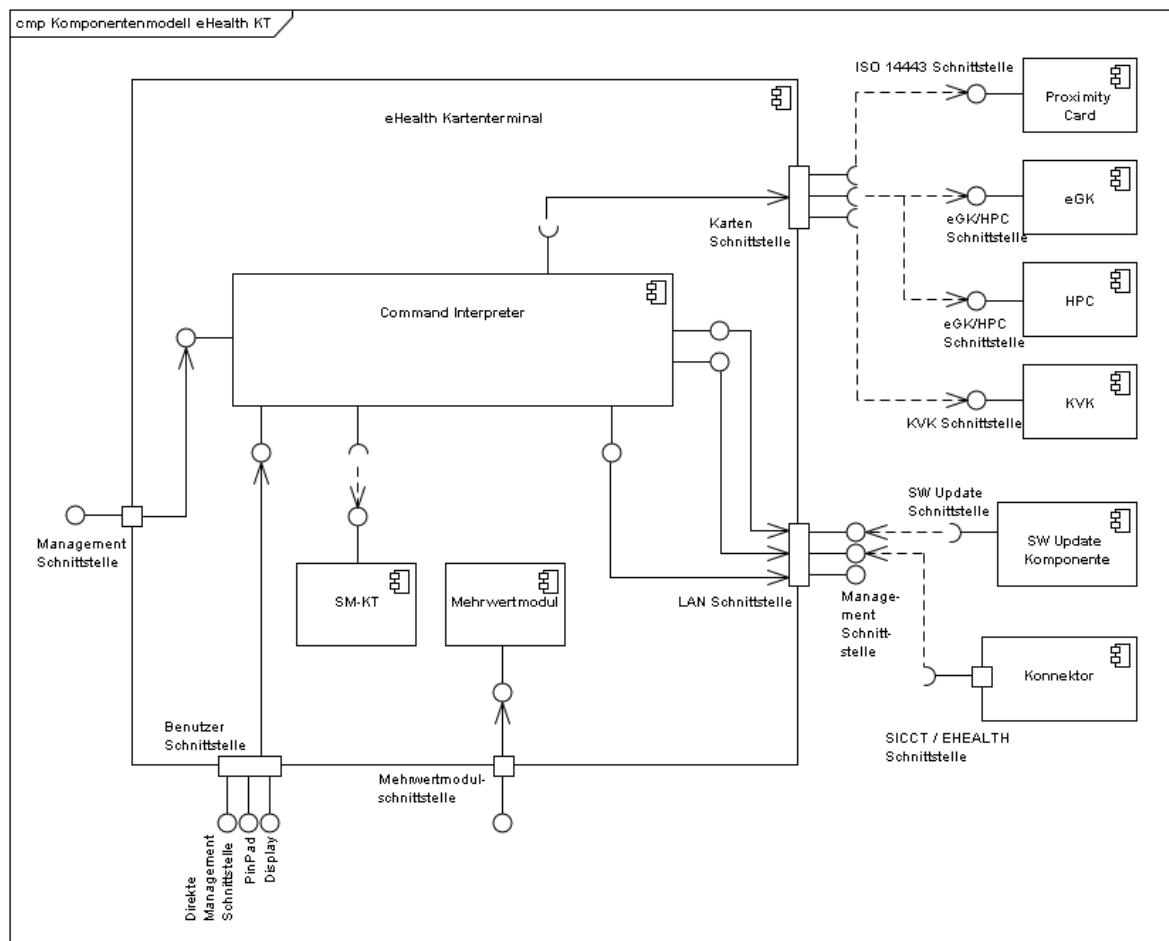 cmp Komponentenmodell eHealth KT
ISO 14443 Schnittstelle
Proximity
Card
eHealth Kartenterminal
eGK
Karten
Schnittstelle
eGK/HPC
Schnittstelle
HPC
Command Interpreter
eGK/HPC
Schnittstelle
KVK
KVK Schnittstelle
SW Update
Schnittstelle
SW Update
Komponente
Management
Schnittstelle
SM-KT
Mehrwertmodul
LAN Schnittstelle
Manage-
ment
Schnitt-
stelle
Konnektor
SICCT / EHEALTH
Schnittstelle
Benutzer
Schnittstelle
Mehrwertmodul-
schnittstelle
Direkte
Management
Schnittstelle
PinPad
Display